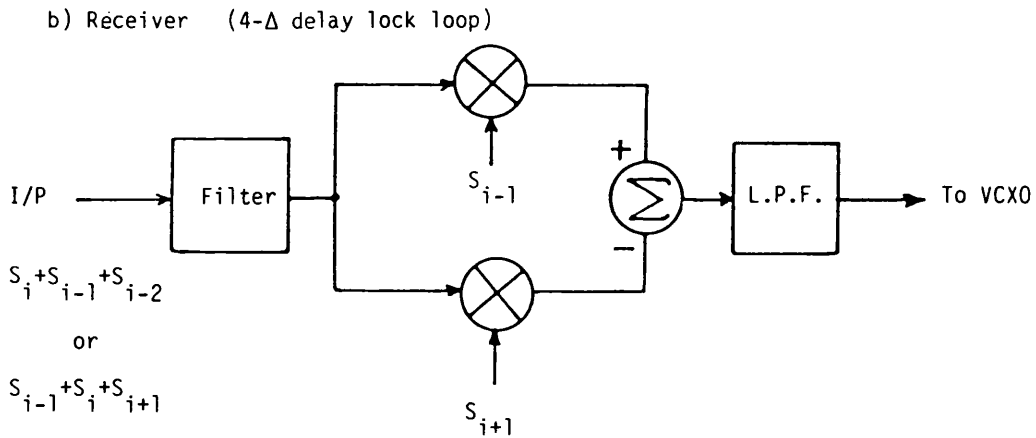 b) Receiver (4-Δ delay lock loop)
S_{i-1}
+
I/P
Filter
Σ
L.P.F.
To VCXO
-
S_i+S_{i-1}+S_{i-2}
or
S_{i-1}+S_i+S_{i+1}
S_{i+1}